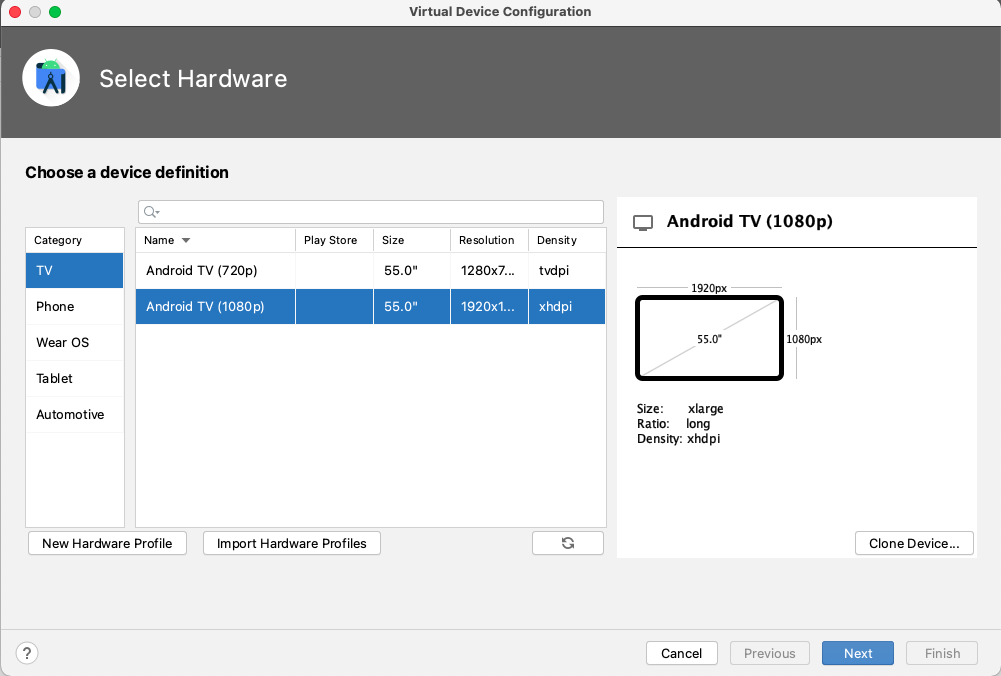 Virtual Device Configuration
Select Hardware
Choose a device definition
Category
TV
Phone
Wear OS
Tablet
Automotive
Name Play Store Size Resolution Density
Android TV (720p) 55.0" 1280x7... tvdpi
Android TV (1080p) 55.0" 1920x1... xhdpi
Android TV (1080p)
1920px
55.0"
1080px
Size: xlarge
Ratio: long
Density: xhdpi
New Hardware Profile Import Hardware Profiles Clone Device...
? Cancel Previous Next Finish